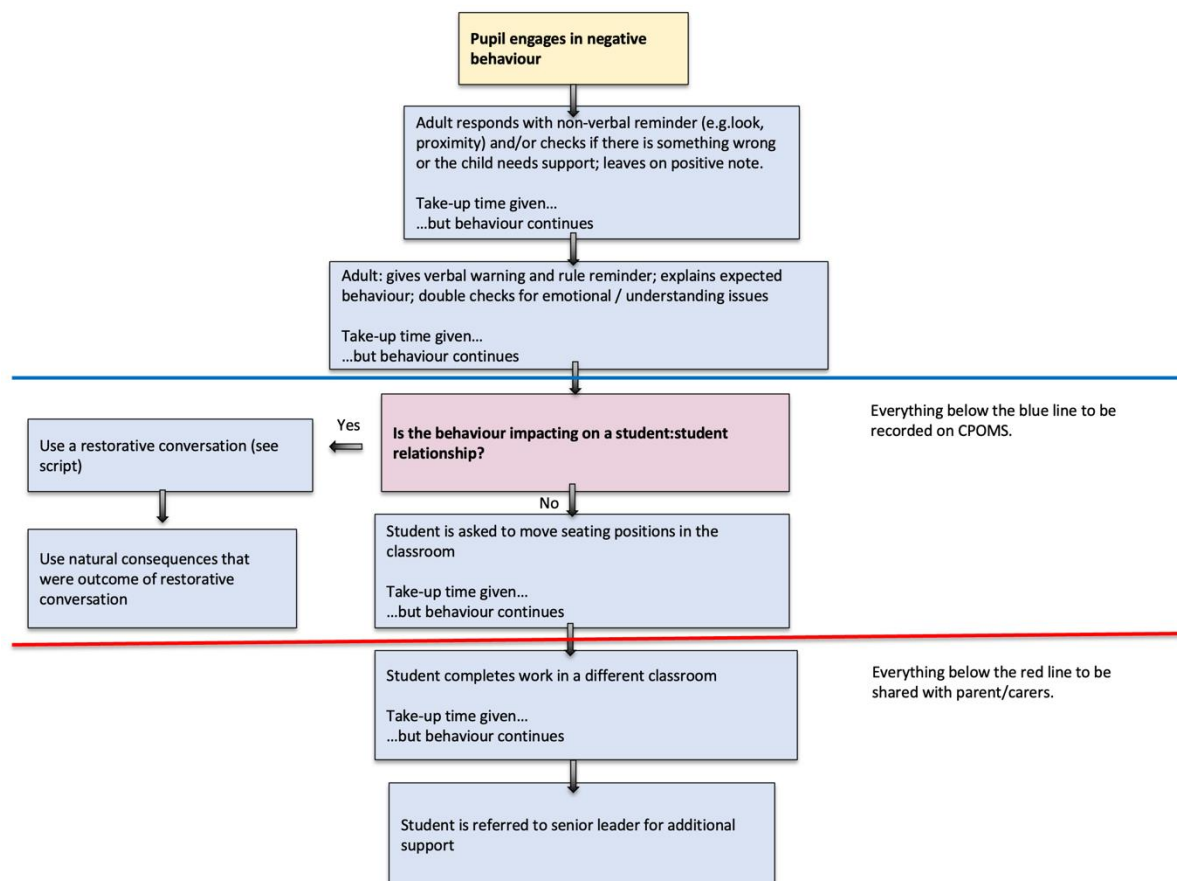 Pupil engages in negative
behaviour
Adult responds with non-verbal reminder (e.g.look,
proximity) and/or checks if there is something wrong
or the child needs support; leaves on positive note.
Take-up time given…
…but behaviour continues
Adult: gives verbal warning and rule reminder; explains expected
behaviour; double checks for emotional / understanding issues
Take-up time given…
…but behaviour continues
Is the behaviour impacting on a student:student
relationship?
Everything below the blue line to be
recorded on CPOMS.
Yes
Use a restorative conversation (see
script)
Use natural consequences that
were outcome of restorative
conversation
No
Student is asked to move seating positions in the
classroom
Take-up time given…
…but behaviour continues
Student completes work in a different classroom
Take-up time given…
…but behaviour continues
Everything below the red line to be
shared with parent/carers.
Student is referred to senior leader for additional
support